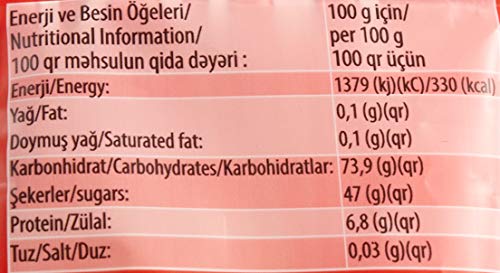 Enerji ve Besin Öğeleri/ 100 g için/
Nutritional Information/ per 100 g
100 qr məhsulun qida dəyəri : 100 qr üçün
Enerji/Energy: 1379 (kj)(kC)/330 (kcal)
Yağ/Fat: 0,1 (g)(qr)
Doymuş yağ/Saturated fat: 0,1 (g)(qr)
Karbonhidrat/Carbohydrates/Karbohidratlar: 73,9 (g)(qr)
Şekerler/sugars: 47 (g)(qr)
Protein/Zülal: 6,8 (g)(qr)
Tuz/Salt/Duz: 0,03 (g)(qr)